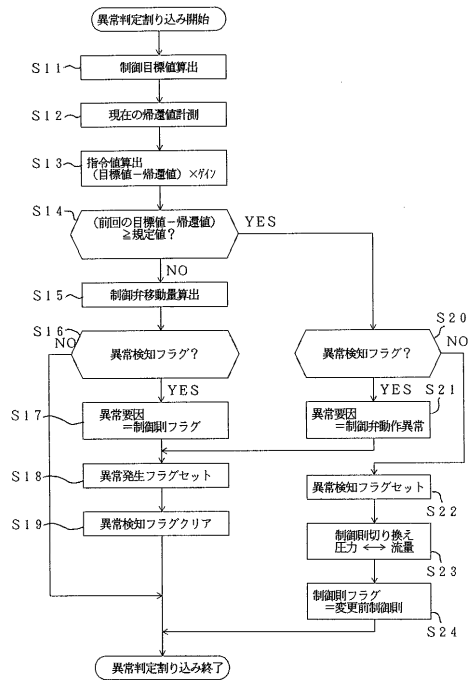 異常判定割り込み開始
S11
制御目標値算出
S12
現在の帰還値計測
S13
指令値算出
(目標値－帰還値)×ゲイン
S14
(前回の目標値－帰還値)
≧規定値?
YES
NO
S15
制御弁移動量算出
S16
NO
異常検知フラグ?
YES
S20
異常検知フラグ?
NO
YES
S17
異常要因
＝制御則フラグ
S21
異常要因
＝制御弁動作異常
S18
異常発生フラグセット
異常検知フラグセット
S22
S19
異常検知フラグクリア
制御則切り換え
圧力 ⟷ 流量
S23
制御則フラグ
＝変更前制御則
S24
異常判定割り込み終了